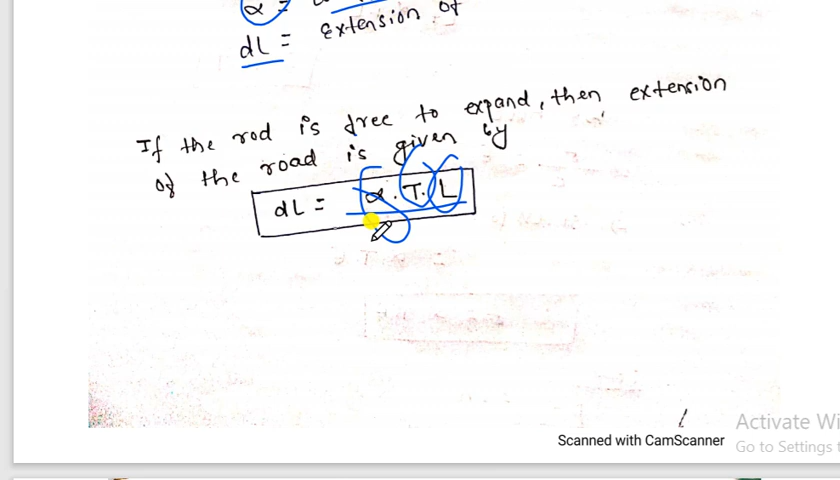 α =
dL = Extension of
If the rod is free to expand, then extension
of the road is given by
dL = α . T. L
Activate Wi
Scanned with CamScanner
Go to Settings t